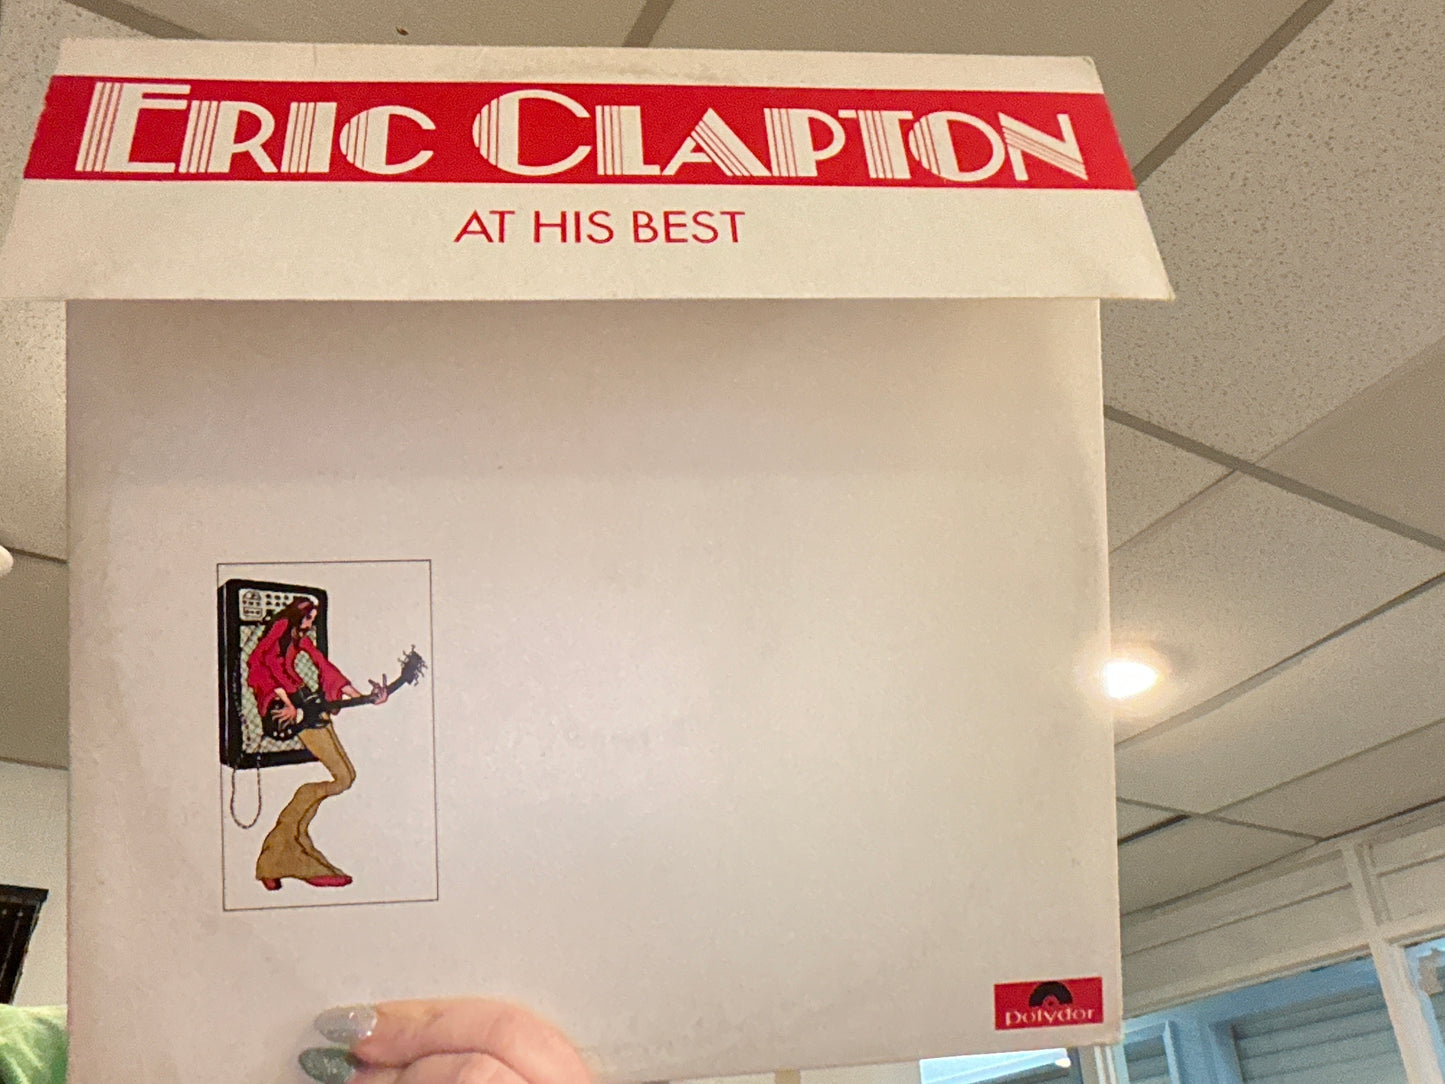 ERIC CLAPTON
AT HIS BEST
polydor